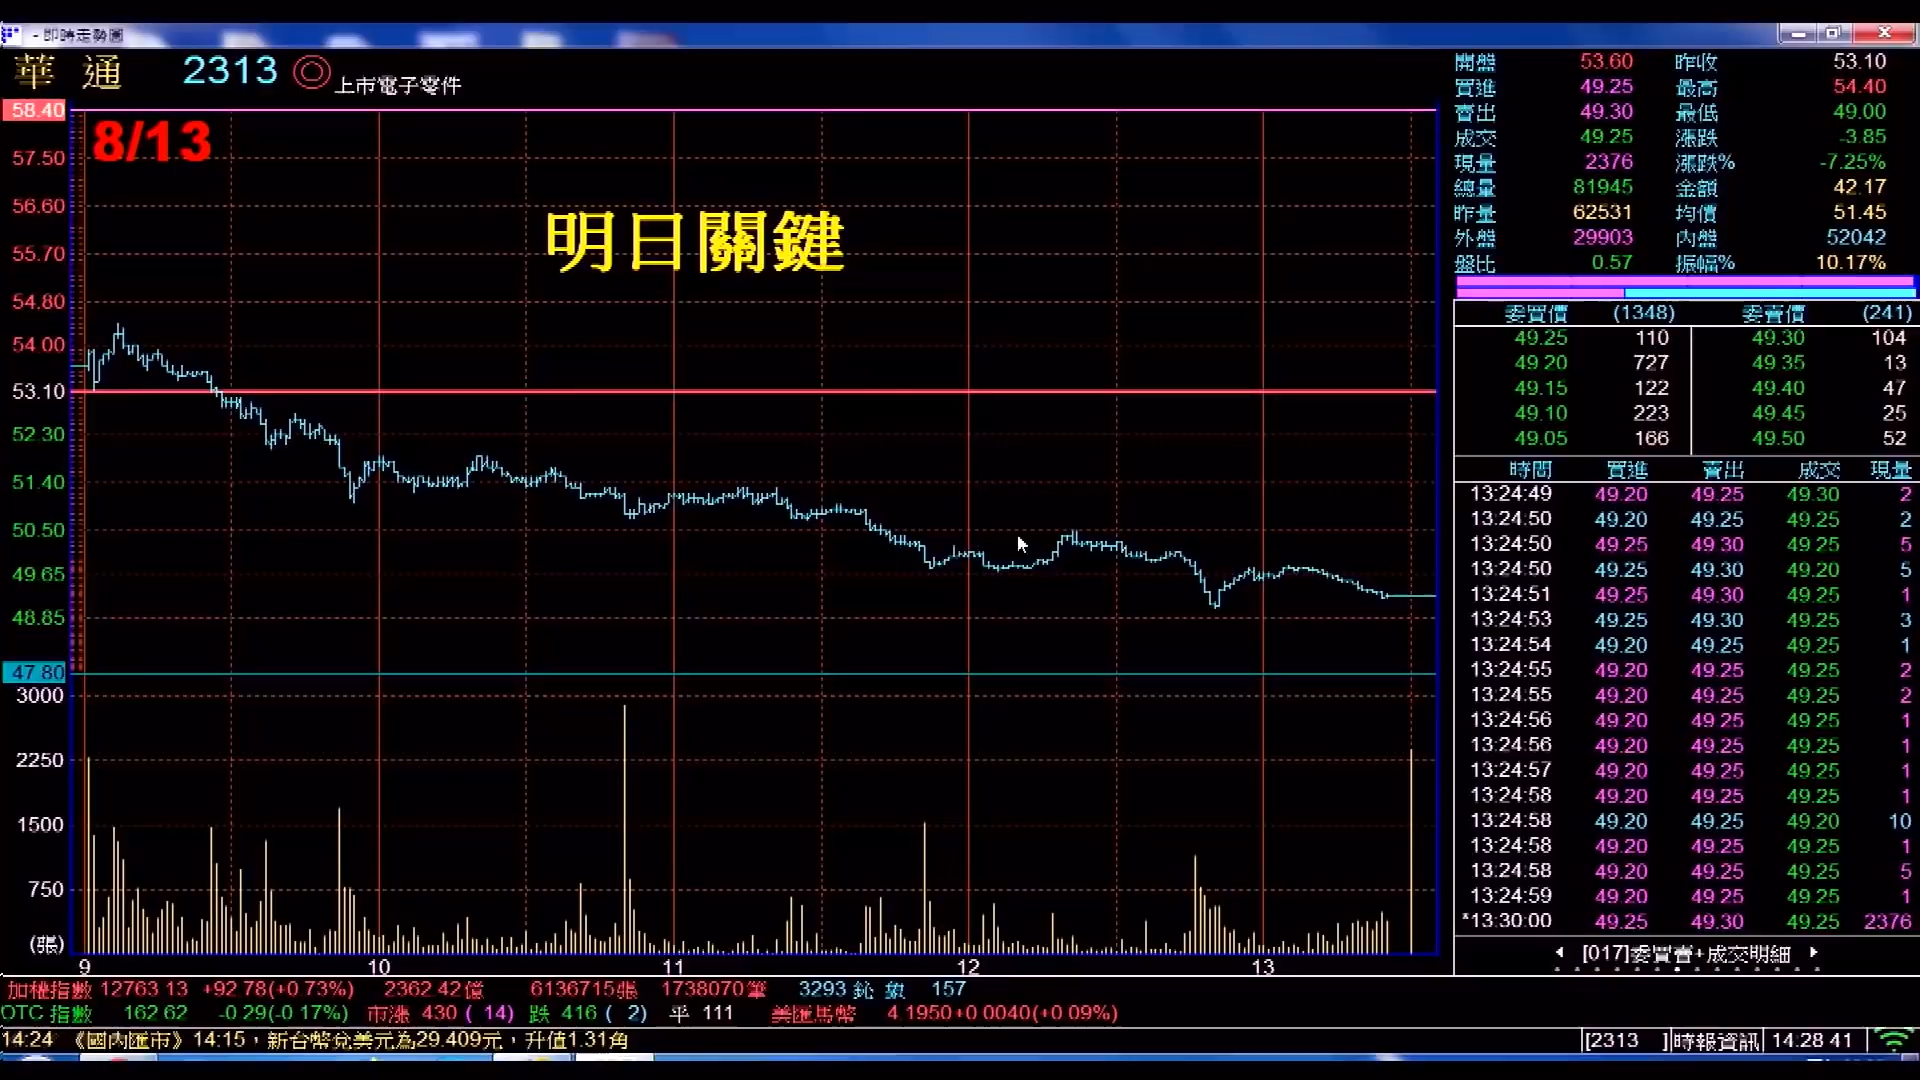 - 即時走勢圖
華 通 2313 ◎ 上市電子零件
8/13
明日關鍵
58.40
57.50
56.60
55.70
54.80
54.00
53.10
52.30
51.40
50.50
49.65
48.85
47.80
3000
2250
1500
750
(張)
9 10 11 12 13
開盤 53.60 昨收 53.10
買進 49.25 最高 54.40
賣出 49.30 最低 49.00
成交 49.25 漲跌 -3.85
現量 2376 漲跌% -7.25%
總量 81945 金額 42.17
昨量 62531 均價 51.45
外盤 29903 內盤 52042
盤比 0.57 振幅% 10.17%
委買價 (1348) 委賣價 (241)
49.25 110 49.30 104
49.20 727 49.35 13
49.15 122 49.40 47
49.10 223 49.45 25
49.05 166 49.50 52
時間 買進 賣出 成交 現量
13:24:49 49.20 49.25 49.30 2
13:24:50 49.20 49.25 49.25 2
13:24:50 49.25 49.30 49.25 5
13:24:50 49.25 49.30 49.20 5
13:24:51 49.25 49.30 49.25 1
13:24:53 49.25 49.30 49.25 3
13:24:54 49.20 49.25 49.25 1
13:24:55 49.20 49.25 49.25 2
13:24:55 49.20 49.25 49.25 2
13:24:56 49.20 49.25 49.25 1
13:24:56 49.20 49.25 49.25 1
13:24:57 49.20 49.25 49.25 1
13:24:58 49.20 49.25 49.25 1
13:24:58 49.20 49.25 49.20 10
13:24:58 49.20 49.25 49.25 1
13:24:58 49.20 49.25 49.25 5
13:24:59 49.20 49.25 49.25 1
*13:30:00 49.25 49.30 49.25 2376
[017]委買賣+成交明細
加權指數 12763 13 +92 78(+0 73%) 2362 42億 6136715張 1738070筆 3293 157
OTC 指數 162 62 -0 29(-0 17%) 市漲 430 ( 14) 跌 416 ( 2) 平 111 美匯馬幣 4 1950+0 0040(+0 09%)
14:24 《國內匯市》14:15，新台幣兌美元為29.409元，升值1.31角
[2313 ] 時報資訊 14:28 41